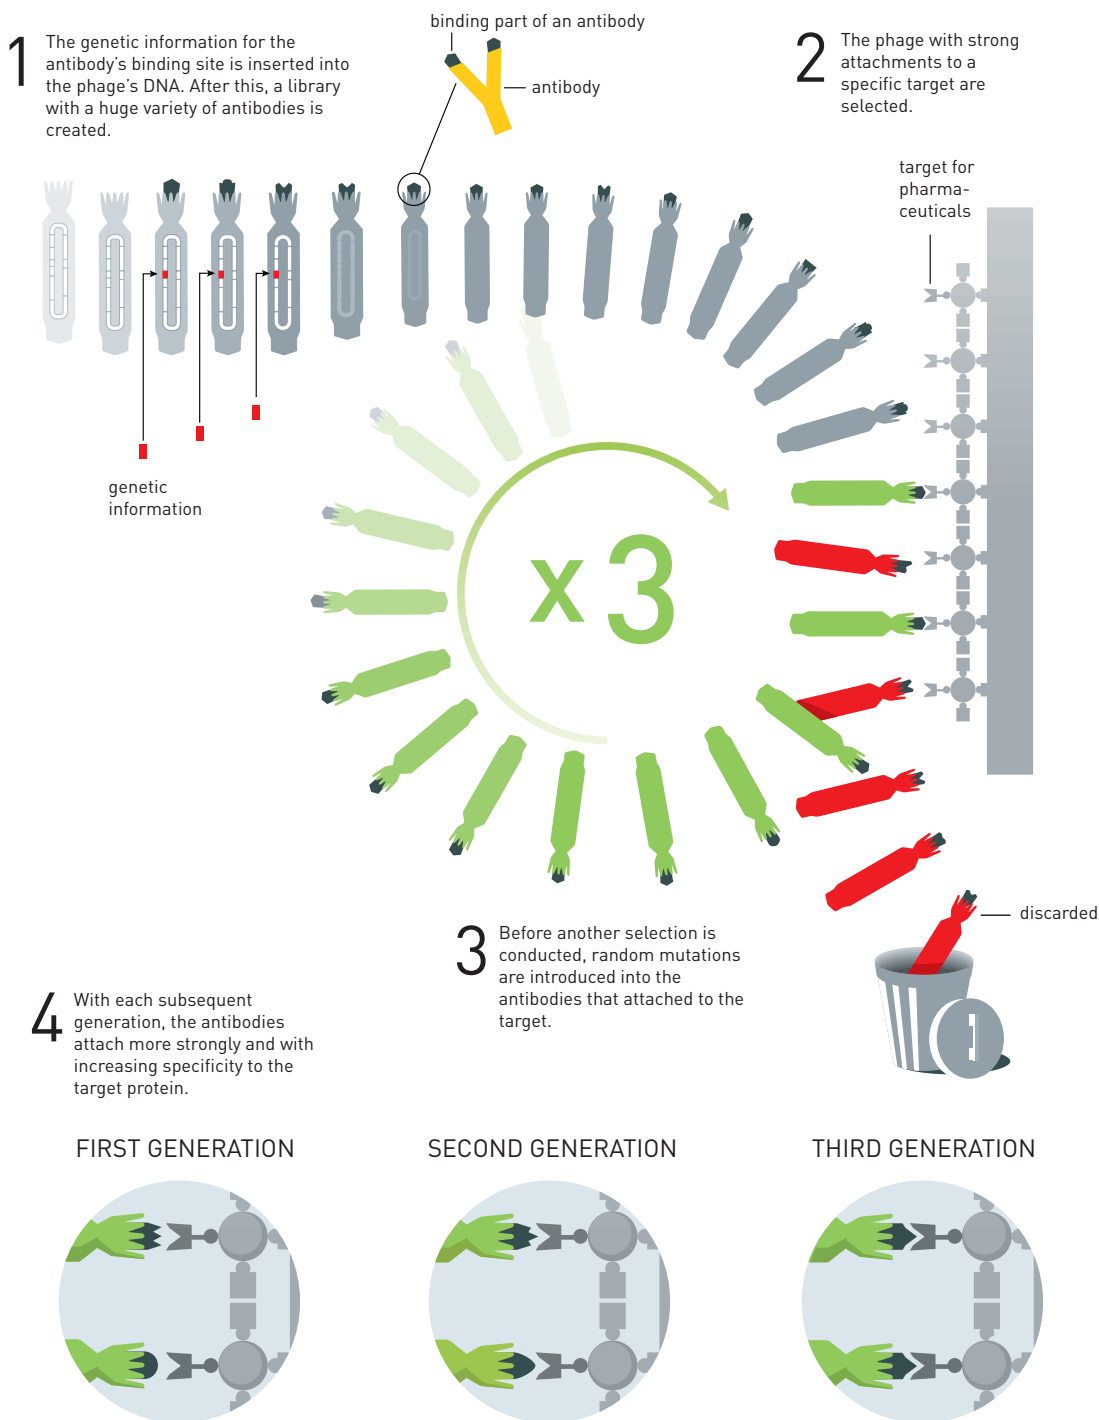 1
The genetic information for the
antibody's binding site is inserted into
the phage's DNA. After this, a library
with a huge variety of antibodies is
created.
binding part of an antibody
antibody
2
The phage with strong
attachments to a
specific target are
selected.
target for
pharma-
ceuticals
genetic
information
x 3
discarded
3
Before another selection is
conducted, random mutations
are introduced into the
antibodies that attached to the
target.
4
With each subsequent
generation, the antibodies
attach more strongly and with
increasing specificity to the
target protein.
FIRST GENERATION
SECOND GENERATION
THIRD GENERATION